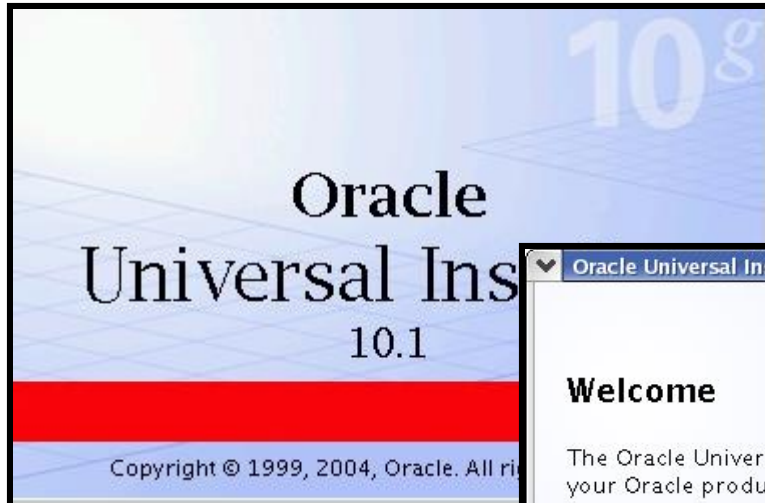 10g
Oracle
Universal Ins
10.1
Copyright © 1999, 2004, Oracle. All ri
Oracle Universal In
Welcome
The Oracle Univer
your Oracle produ